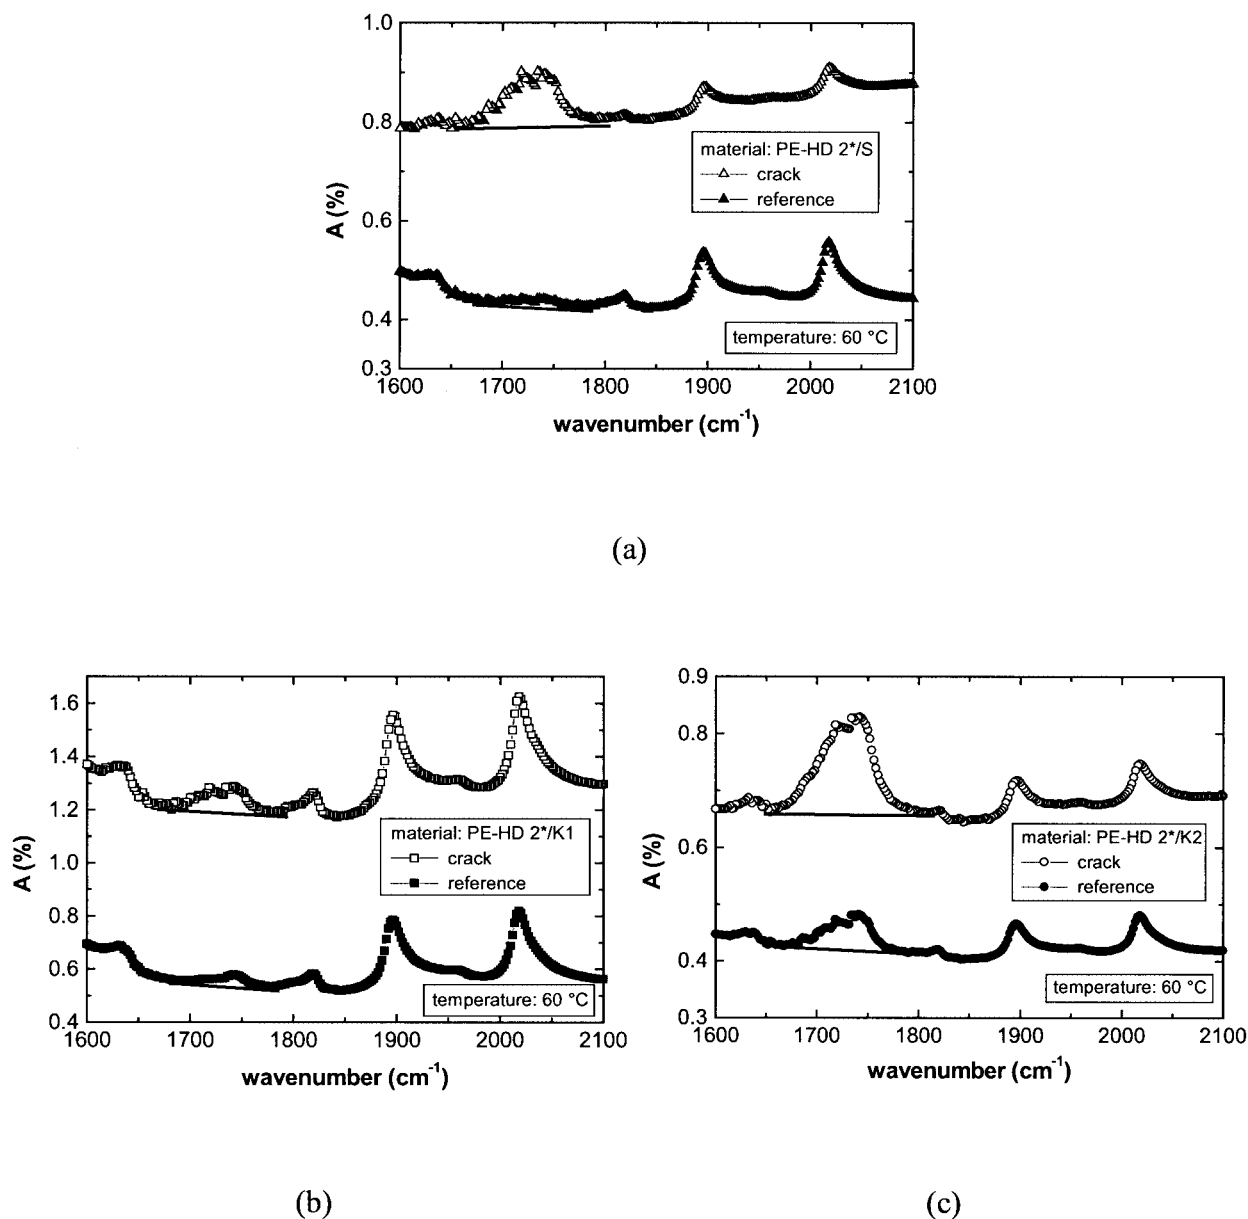 1.0
0.8
0.6
0.4
0.3
A (%)
material: PE-HD 2*/S
crack
reference
temperature: 60 °C
1600 1700 1800 1900 2000 2100
wavenumber (cm⁻¹)
(a)
1.6
1.4
1.2
1.0
0.8
0.6
0.4
A (%)
material: PE-HD 2*/K1
crack
reference
temperature: 60 °C
1600 1700 1800 1900 2000 2100
wavenumber (cm⁻¹)
(b)
0.9
0.8
0.6
0.4
0.3
A (%)
material: PE-HD 2*/K2
crack
reference
temperature: 60 °C
1600 1700 1800 1900 2000 2100
wavenumber (cm⁻¹)
(c)